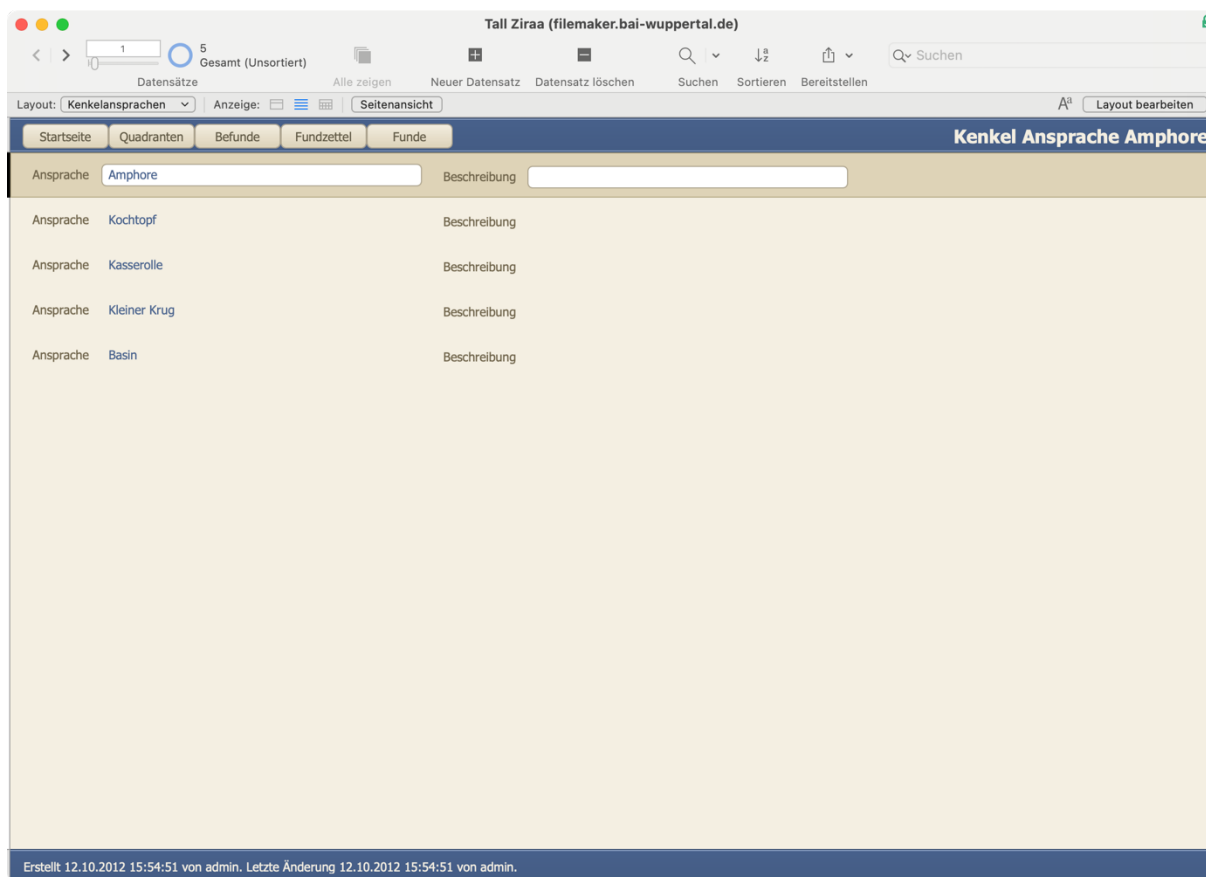 Tall Ziraa (filemaker.bai-wuppertal.de)
1
5
Gesamt (Unsortiert)
Suchen
Datensätze
Alle zeigen
Neuer Datensatz
Datensatz löschen
Suchen
Sortieren
Bereitstellen
Layout: Kenkelansprachen
Anzeige:
Seitenansicht
Layout bearbeiten
Startseite
Quadranten
Befunde
Fundzettel
Funde
Kenkel Ansprache Amphore
Ansprache Amphore Beschreibung
Ansprache Kochtopf Beschreibung
Ansprache Kasserolle Beschreibung
Ansprache Kleiner Krug Beschreibung
Ansprache Basin Beschreibung
Erstellt 12.10.2012 15:54:51 von admin. Letzte Änderung 12.10.2012 15:54:51 von admin.